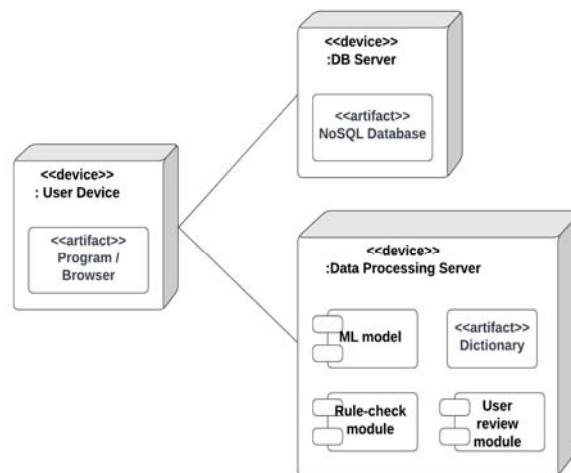 <<device>>
:DB Server
<<artifact>>
NoSQL Database
<<device>>
: User Device
<<artifact>>
Program /
Browser
<<device>>
:Data Processing Server
ML model
<<artifact>>
Dictionary
Rule-check
module
User
review
module